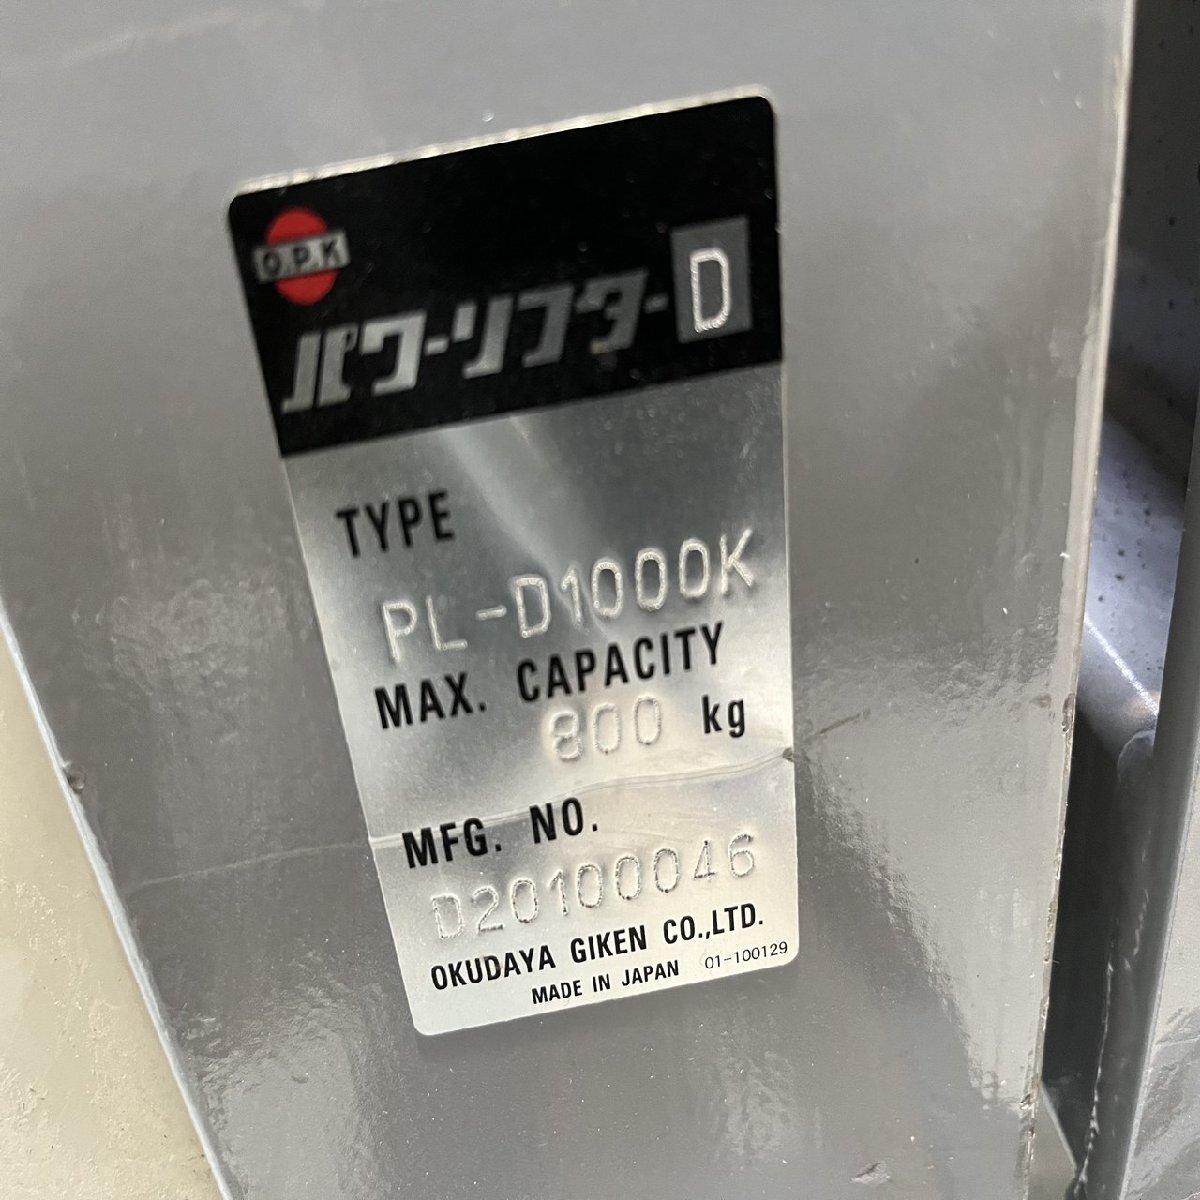 O.P.K
パワーリフターD
TYPE
PL-D1000K
MAX. CAPACITY
800 kg
MFG. NO.
D20100046
OKUDAYA GIKEN CO.,LTD.
MADE IN JAPAN 01-100129